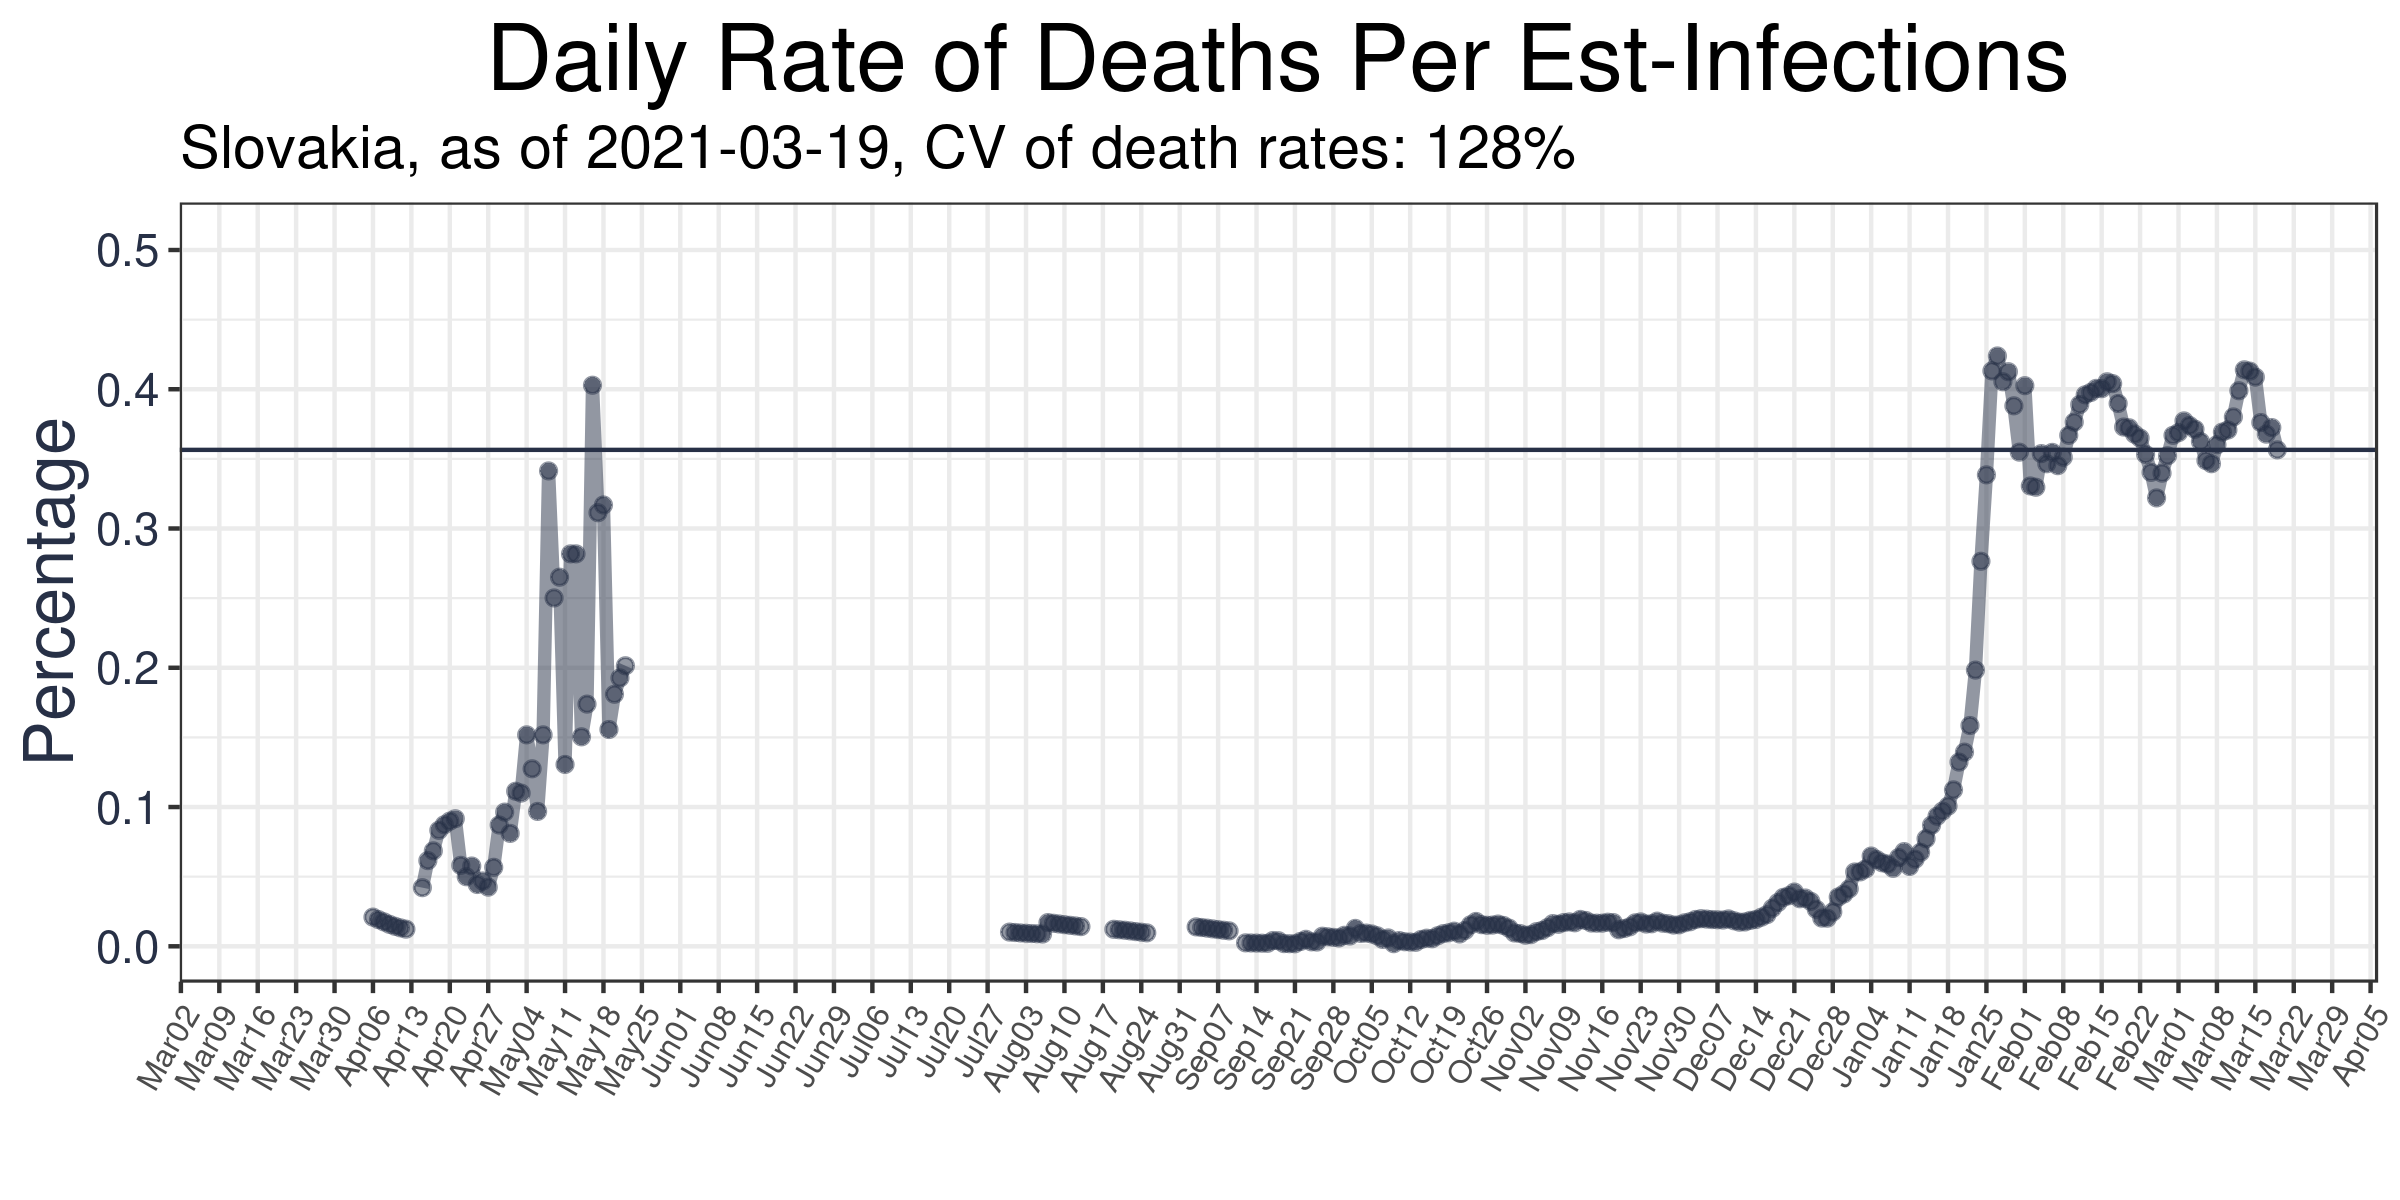 Daily Rate of Deaths Per Est-Infections
Slovakia, as of 2021-03-19, CV of death rates: 128%
Percentage
0.5
0.4
0.3
0.2
0.1
0.0
Mar02
Mar09
Mar16
Mar23
Mar30
Apr06
Apr13
Apr20
Apr27
May04
May11
May18
May25
Jun01
Jun08
Jun15
Jun22
Jun29
Jul06
Jul13
Jul20
Jul27
Aug03
Aug10
Aug17
Aug24
Aug31
Sep07
Sep14
Sep21
Sep28
Oct05
Oct12
Oct19
Oct26
Nov02
Nov09
Nov16
Nov23
Nov30
Dec07
Dec14
Dec21
Dec28
Jan04
Jan11
Jan18
Jan25
Feb01
Feb08
Feb15
Feb22
Mar01
Mar08
Mar15
Mar22
Mar29
Apr05